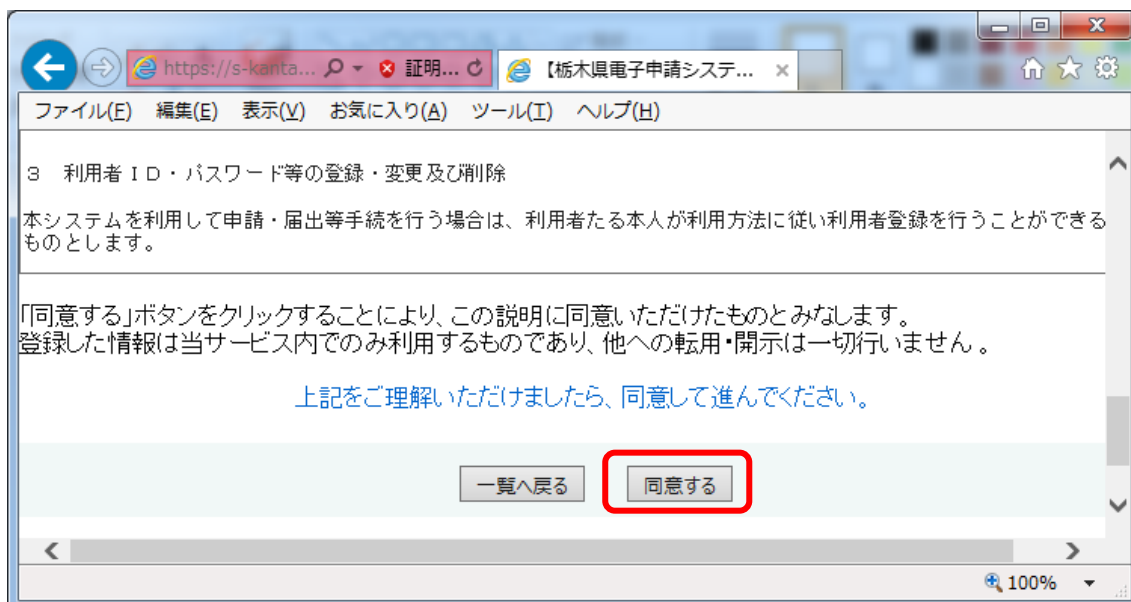 https://s-kanta... 証明... 【栃木県電子申請システ...
ファイル(F) 編集(E) 表示(V) お気に入り(A) ツール(T) ヘルプ(H)
３ 利用者ＩＤ・パスワード等の登録・変更及び削除
本システムを利用して申請・届出等手続を行う場合は、利用者たる本人が利用方法に従い利用者登録を行うことができる
ものとします。
「同意する」ボタンをクリックすることにより、この説明に同意いただけたものとみなします。
登録した情報は当サービス内でのみ利用するものであり、他への転用・開示は一切行いません。
上記をご理解いただけましたら、同意して進んでください。
一覧へ戻る 同意する
100%